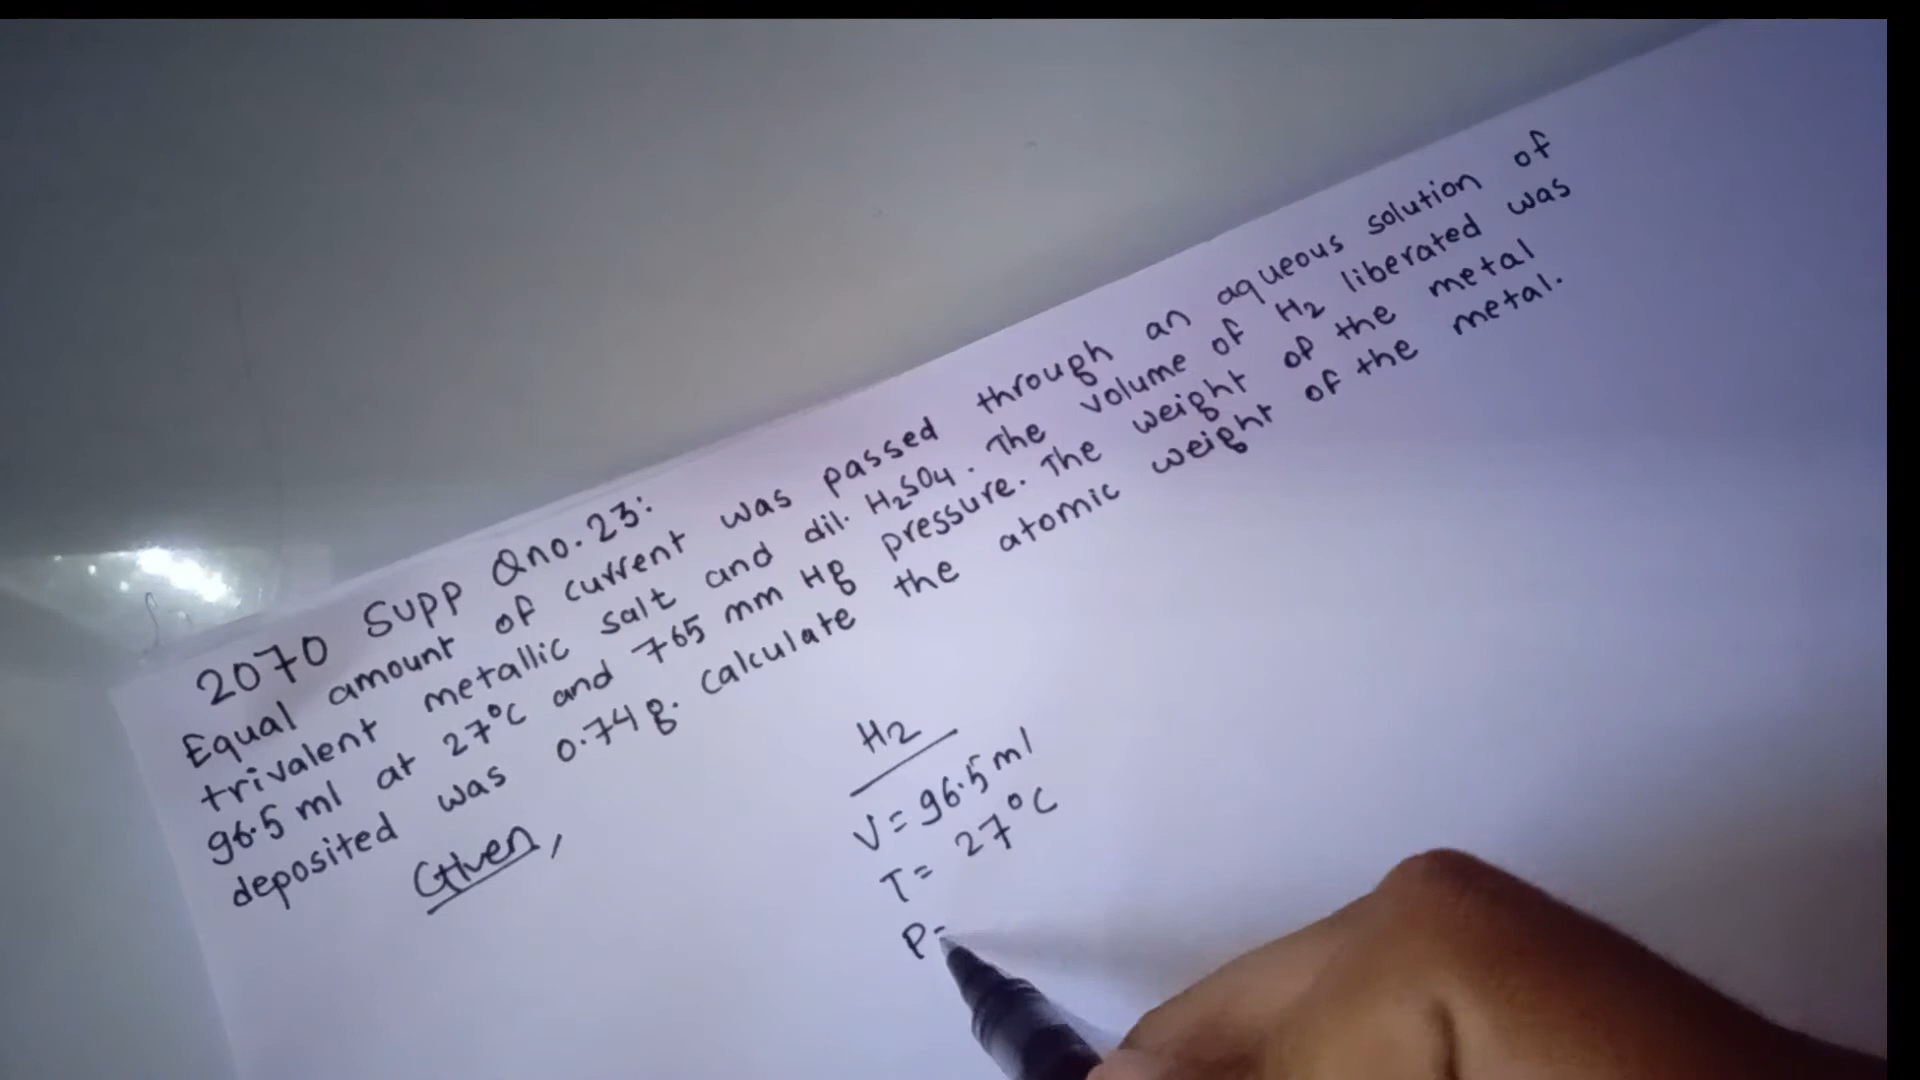 2070 Supp Qno. 23:
Equal amount of current was passed through an aqueous solution of
trivalent metallic salt and dil. H₂SO₄. The volume of H₂ liberated was
96.5 ml at 27°C and 765 mm Hg pressure. The weight of the metal
deposited was 0.74 g. calculate the atomic weight of the metal.
Given,
H₂
V = 96.5 ml
T = 27°C
P=